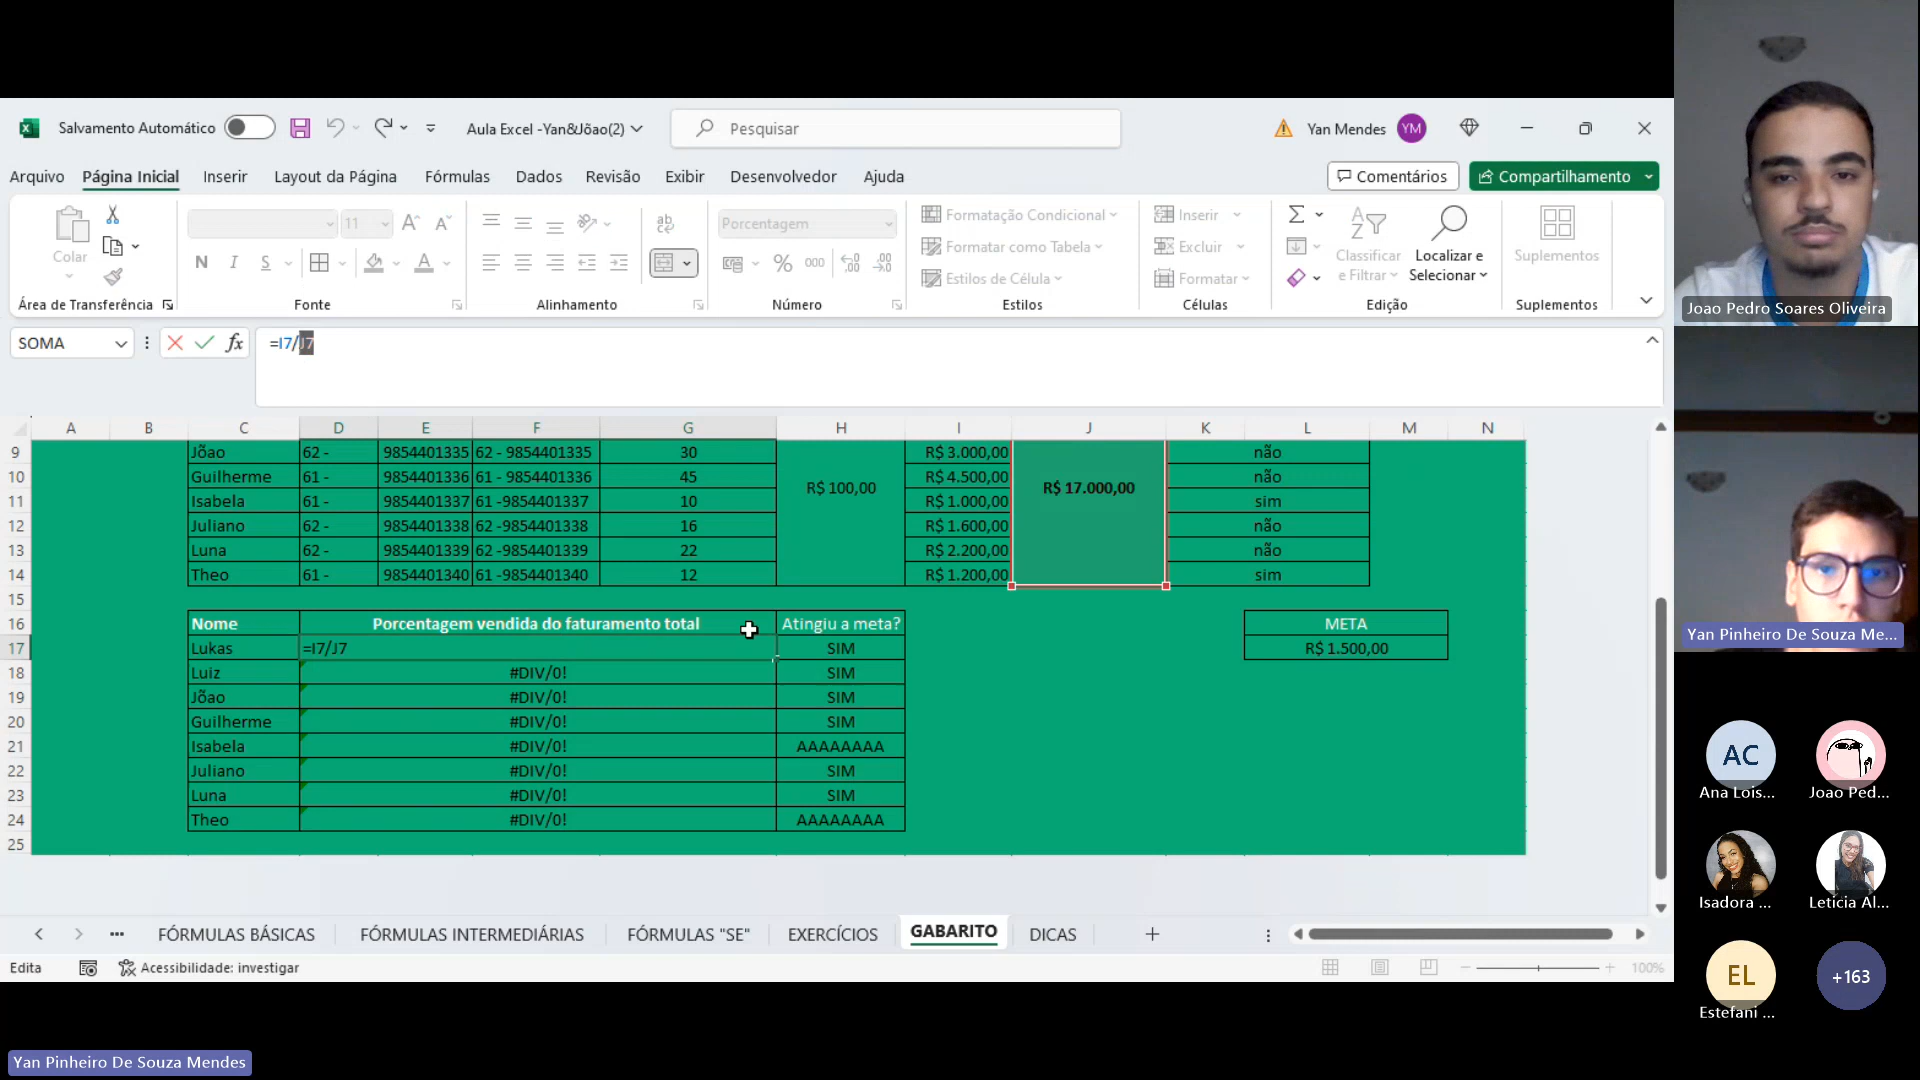 Salvamento Automático
Aula Excel -Yan&Jõao(2)
Pesquisar
Yan Mendes
YM
Arquivo
Página Inicial
Inserir
Layout da Página
Fórmulas
Dados
Revisão
Exibir
Desenvolvedor
Ajuda
Comentários
Compartilhamento
Colar
Área de Transferência
11
N I S
Fonte
Alinhamento
Porcentagem
% 000
Número
Formatação Condicional
Formatar como Tabela
Estilos de Célula
Estilos
Inserir
Excluir
Formatar
Células
Classificar
e Filtrar
Localizar e
Selecionar
Edição
Suplementos
Suplementos
SOMA
fx
=I7/J7
A B C D E F G H I J K L M N
9 Jõao 62 - 9854401335 62 - 9854401335 30 R$ 3.000,00 não
10 Guilherme 61 - 9854401336 61 - 9854401336 45 R$ 4.500,00 não
R$ 100,00 R$ 17.000,00
11 Isabela 61 - 9854401337 61 -9854401337 10 R$ 1.000,00 sim
12 Juliano 62 - 9854401338 62 -9854401338 16 R$ 1.600,00 não
13 Luna 62 - 9854401339 62 -9854401339 22 R$ 2.200,00 não
14 Theo 61 - 9854401340 61 -9854401340 12 R$ 1.200,00 sim
15
16 Nome Porcentagem vendida do faturamento total Atingiu a meta? META
17 Lukas =I7/J7 SIM R$ 1.500,00
18 Luiz #DIV/0! SIM
19 Jõao #DIV/0! SIM
20 Guilherme #DIV/0! SIM
21 Isabela #DIV/0! AAAAAAAA
22 Juliano #DIV/0! SIM
23 Luna #DIV/0! SIM
24 Theo #DIV/0! AAAAAAAA
25
FÓRMULAS BÁSICAS
FÓRMULAS INTERMEDIÁRIAS
FÓRMULAS "SE"
EXERCÍCIOS
GABARITO
DICAS
Edita
Acessibilidade: investigar
100%
Joao Pedro Soares Oliveira
Yan Pinheiro De Souza Me...
AC
Ana Lois...
Joao Ped...
Isadora ...
Letícia Al...
EL
Estefani ...
+163
Yan Pinheiro De Souza Mendes